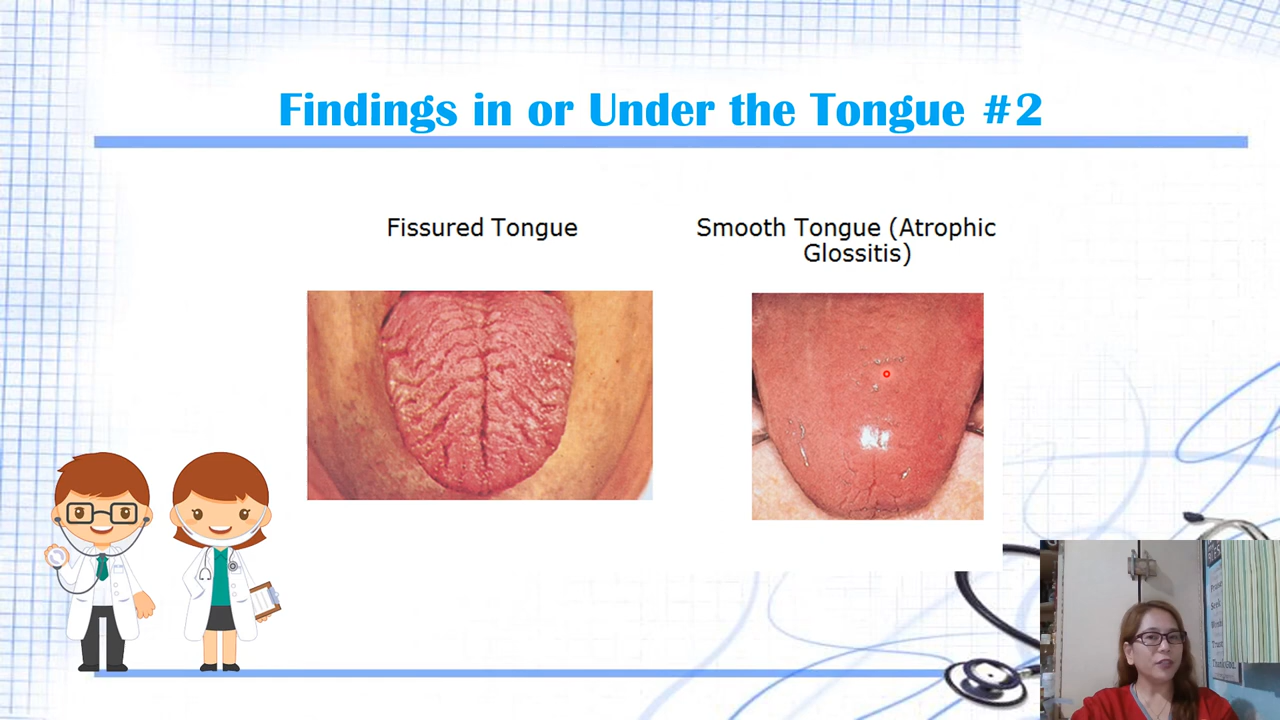 Findings in or Under the Tongue #2
Fissured Tongue
Smooth Tongue (Atrophic
Glossitis)